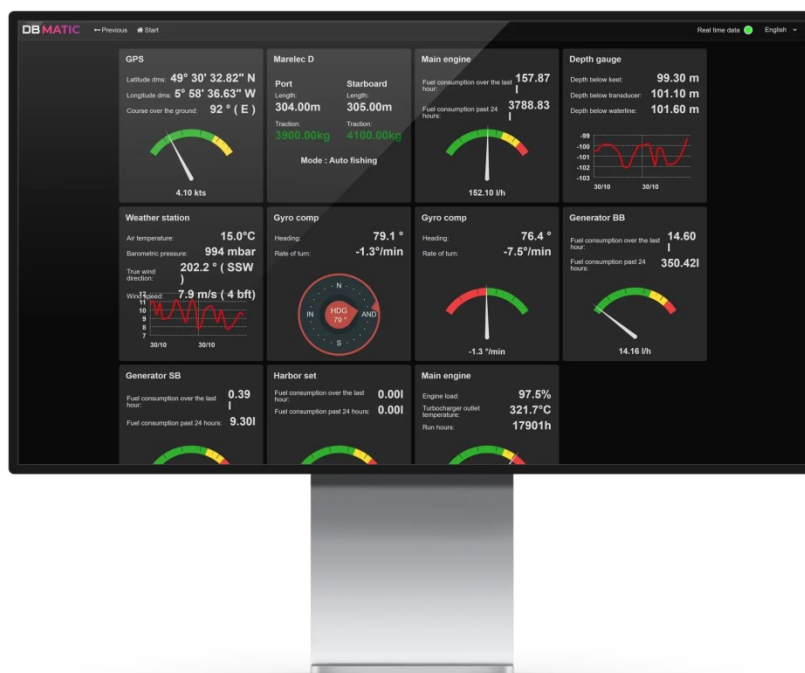 DBMATIC
Previous
Start
Real time data
English
GPS
Latitude dms: 49° 30' 32.82" N
Longitude dms: 5° 58' 36.63" W
Course over the ground: 92 ° ( E )
4.10 kts
Marelec D
Port Starboard
Length: Length:
304.00m 305.00m
Traction: Traction:
3900.00kg 4100.00kg
Mode : Auto fishing
Main engine
Fuel consumption over the last 157.87
hour: l
Fuel consumption past 24 3788.83
hours: l
152.10 l/h
Depth gauge
Depth below keel: 99.30 m
Depth below transducer: 101.10 m
Depth below waterline: 101.60 m
-99
-100
-101
-102
-103
30/10 30/10
Weather station
Air temperature: 15.0°C
Barometric pressure: 994 mbar
True wind 202.2 ° ( SSW
direction: )
Wind speed: 7.9 m/s ( 4 bft)
12
11
10
9
8
7
30/10 30/10
Gyro comp
Heading: 79.1 °
Rate of turn: -1.3°/min
N
IN HDG AND
79 °
S
Gyro comp
Heading: 76.4 °
Rate of turn: -7.5°/min
-1.3 °/min
Generator BB
Fuel consumption over the last 14.60
hour: l
Fuel consumption past 24 350.42l
hours:
14.16 l/h
Generator SB
Fuel consumption over the last 0.39
hour: l
Fuel consumption past 24 hours: 9.30l
Harbor set
Fuel consumption over the last 0.00l
hour:
Fuel consumption past 24 hours: 0.00l
Main engine
Engine load: 97.5%
Turbocharger outlet 321.7°C
temperature:
Run hours: 17901h